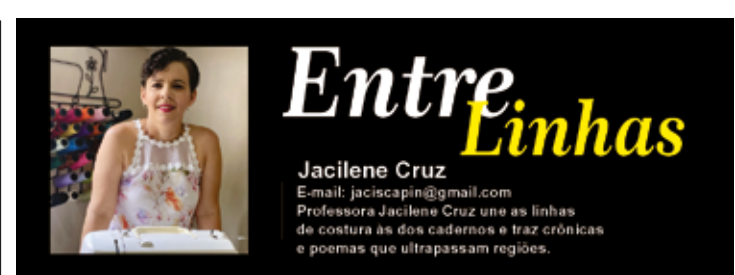 Entre
Linhas
Jacilene Cruz
E-mail: jaciscapin@gmail.com
Professora Jacilene Cruz une as linhas
de costura às dos cadernos e traz crônicas
e poemas que ultrapassam regiões.